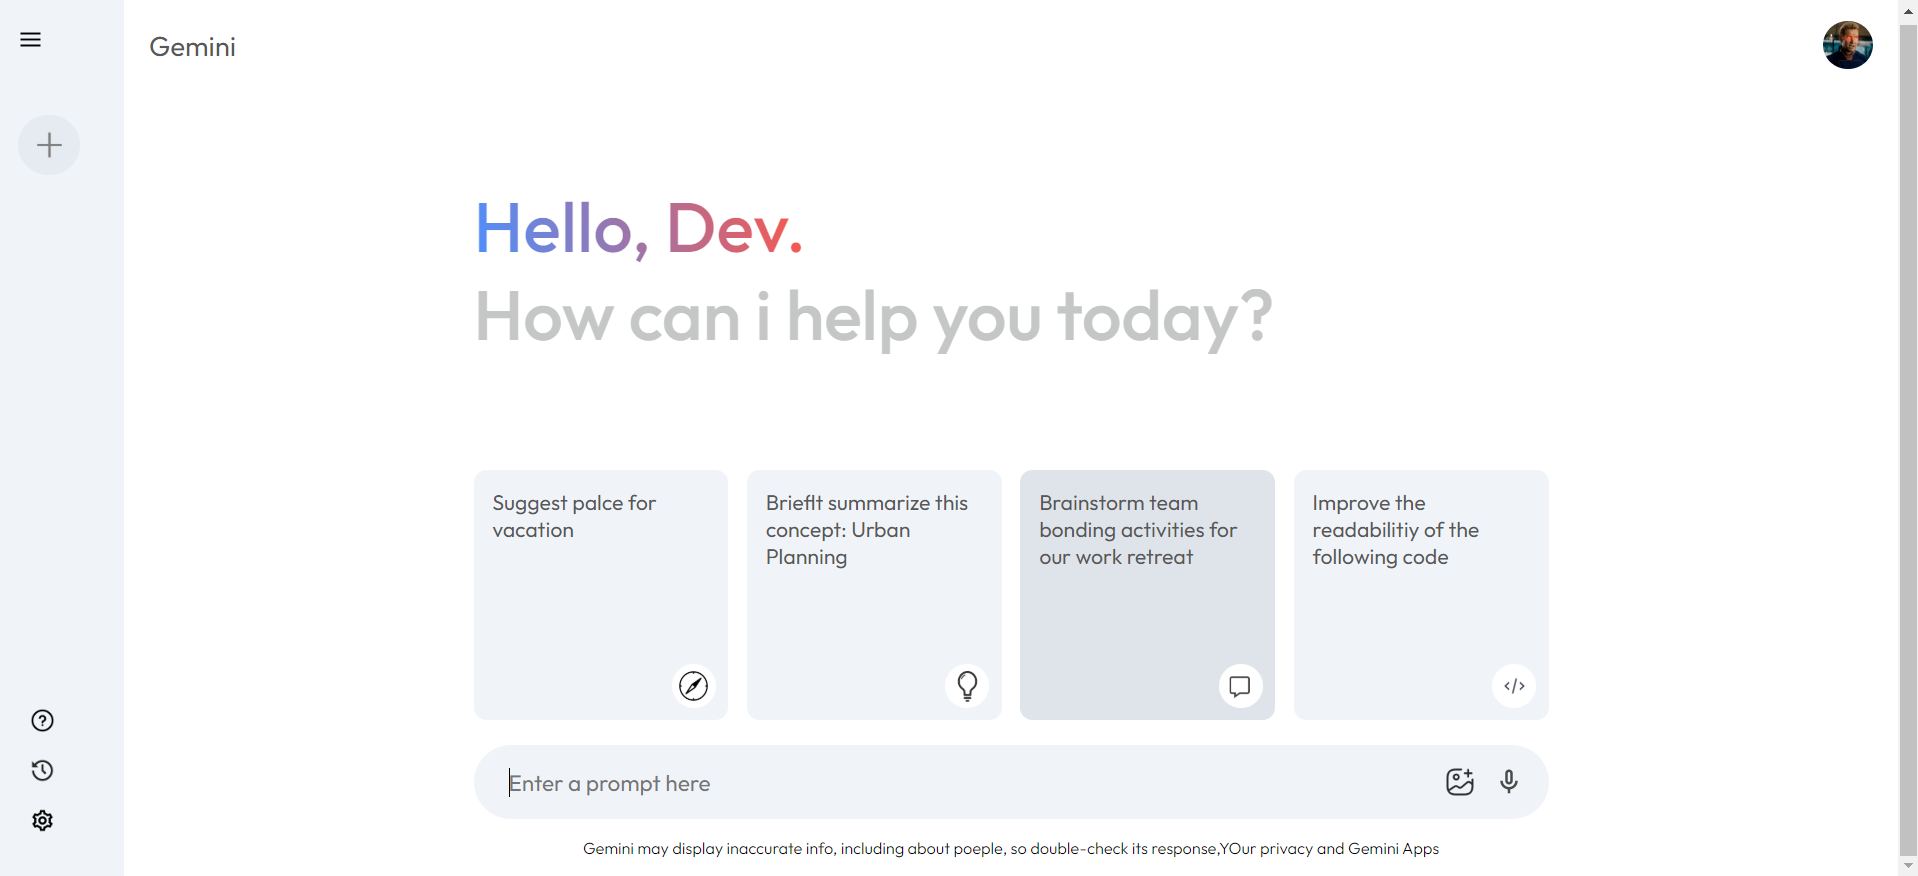 Gemini
Hello, Dev.
How can i help you today?
Suggest palce for
vacation
Brieflt summarize this
concept: Urban
Planning
Brainstorm team
bonding activities for
our work retreat
Improve the
readabilitiy of the
following code
Enter a prompt here
Gemini may display inaccurate info, including about poeple, so double-check its response,YOur privacy and Gemini Apps